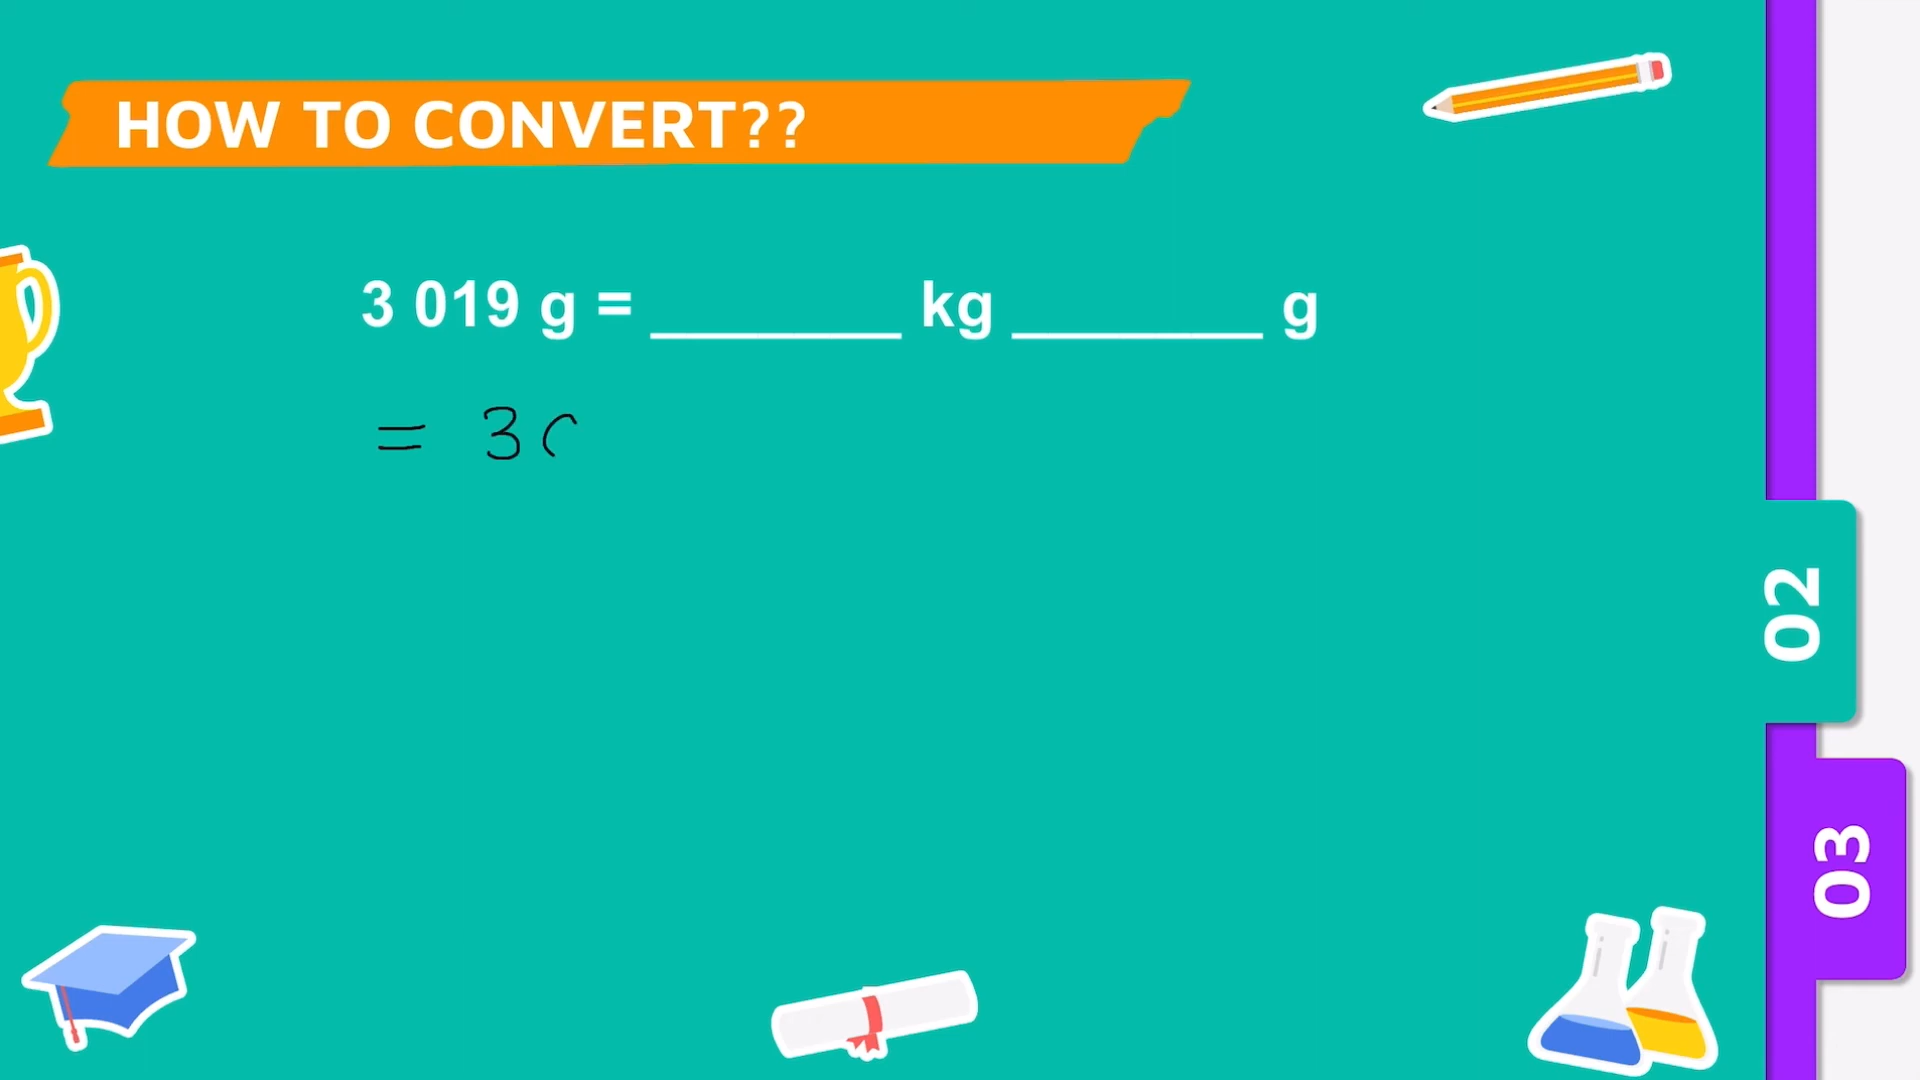 HOW TO CONVERT??
3 019 g = ________ kg ________ g
= 3
02
03